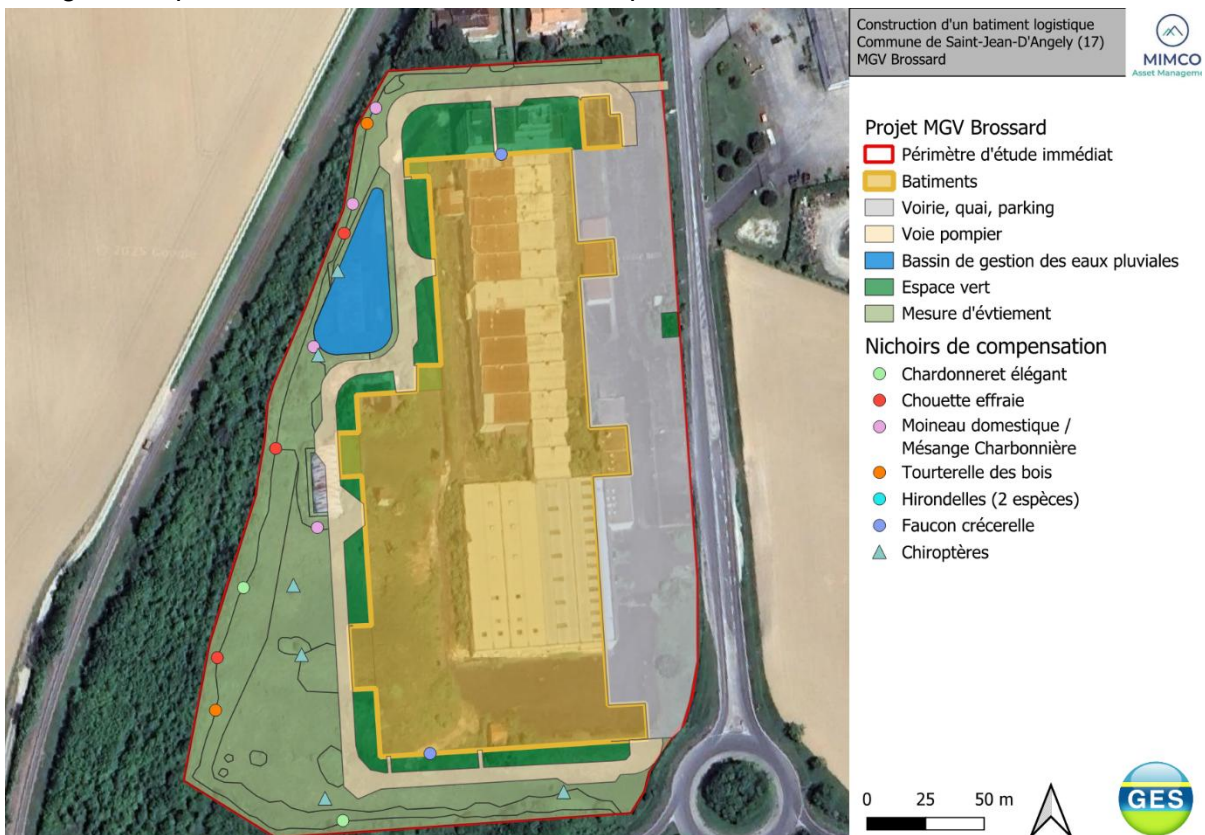 Construction d'un batiment logistique
Commune de Saint-Jean-D'Angely (17)
MGV Brossard
MIMCO
Asset Manageme
Projet MGV Brossard
Périmètre d'étude immédiat
Batiments
Voirie, quai, parking
Voie pompier
Bassin de gestion des eaux pluviales
Espace vert
Mesure d'évtiement
Nichoirs de compensation
Chardonneret élégant
Chouette effraie
Moineau domestique /
Mésange Charbonnière
Tourterelle des bois
Hirondelles (2 espèces)
Faucon crécerelle
Chiroptères
0 25 50 m
GES